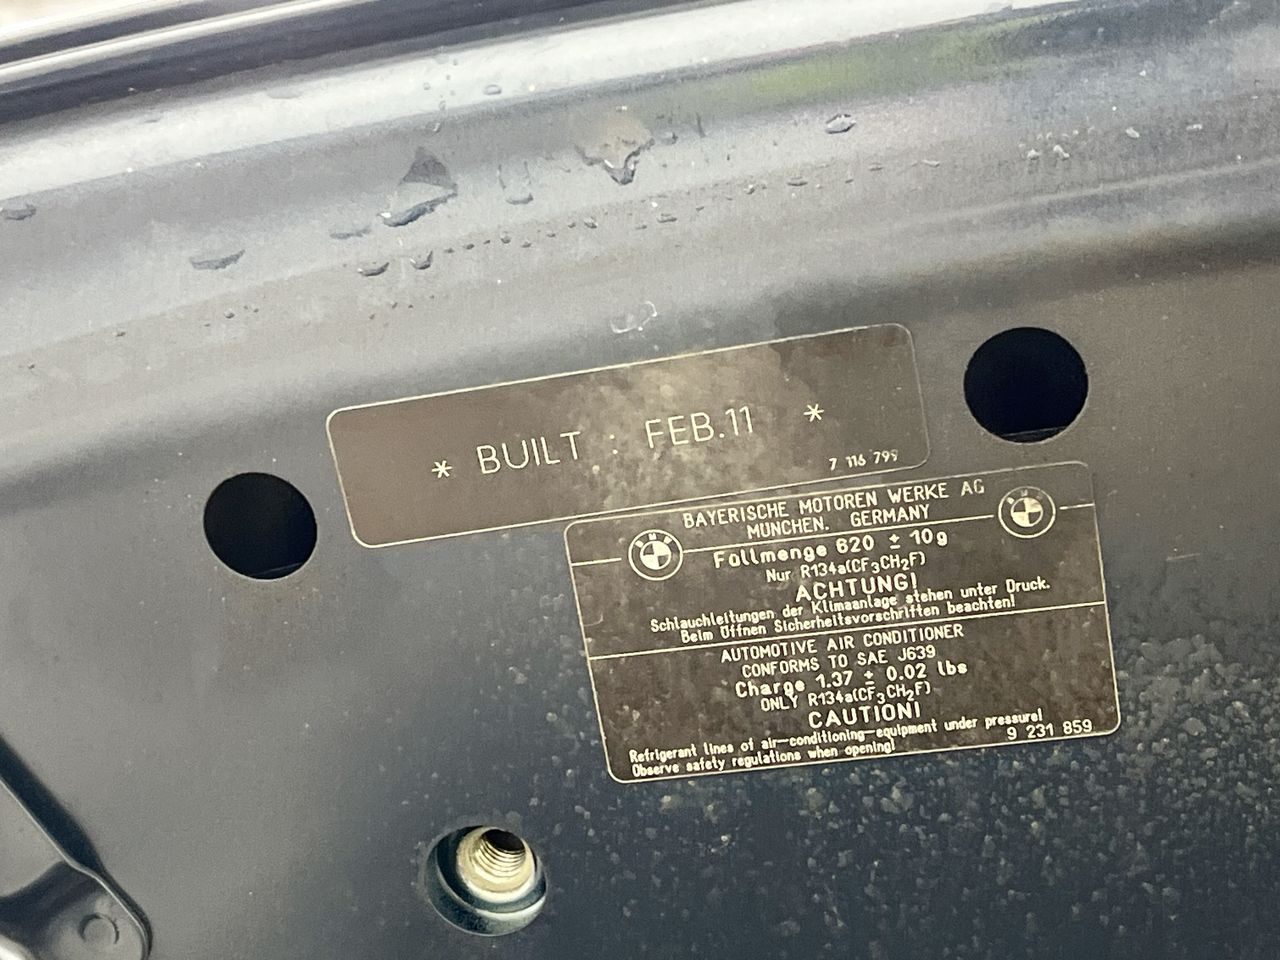 * BUILT : FEB.11 *
7 116 799
BAYERISCHE MOTOREN WERKE AG
MÜNCHEN, GERMANY
BMW
BMW
Füllmenge 620 ± 10g
Nur R134a(CF3CH2F)
ACHTUNG!
Schlauchleitungen der Klimaanlage stehen unter Druck.
Beim Öffnen Sicherheitsvorschriften beachten!
AUTOMOTIVE AIR CONDITIONER
CONFORMS TO SAE J639
Charge 1.37 ± 0.02 lbs
ONLY R134a(CF3CH2F)
CAUTION!
Refrigerant lines of air-conditioning-equipment under pressure!
Observe safety regulations when opening!
9 231 859